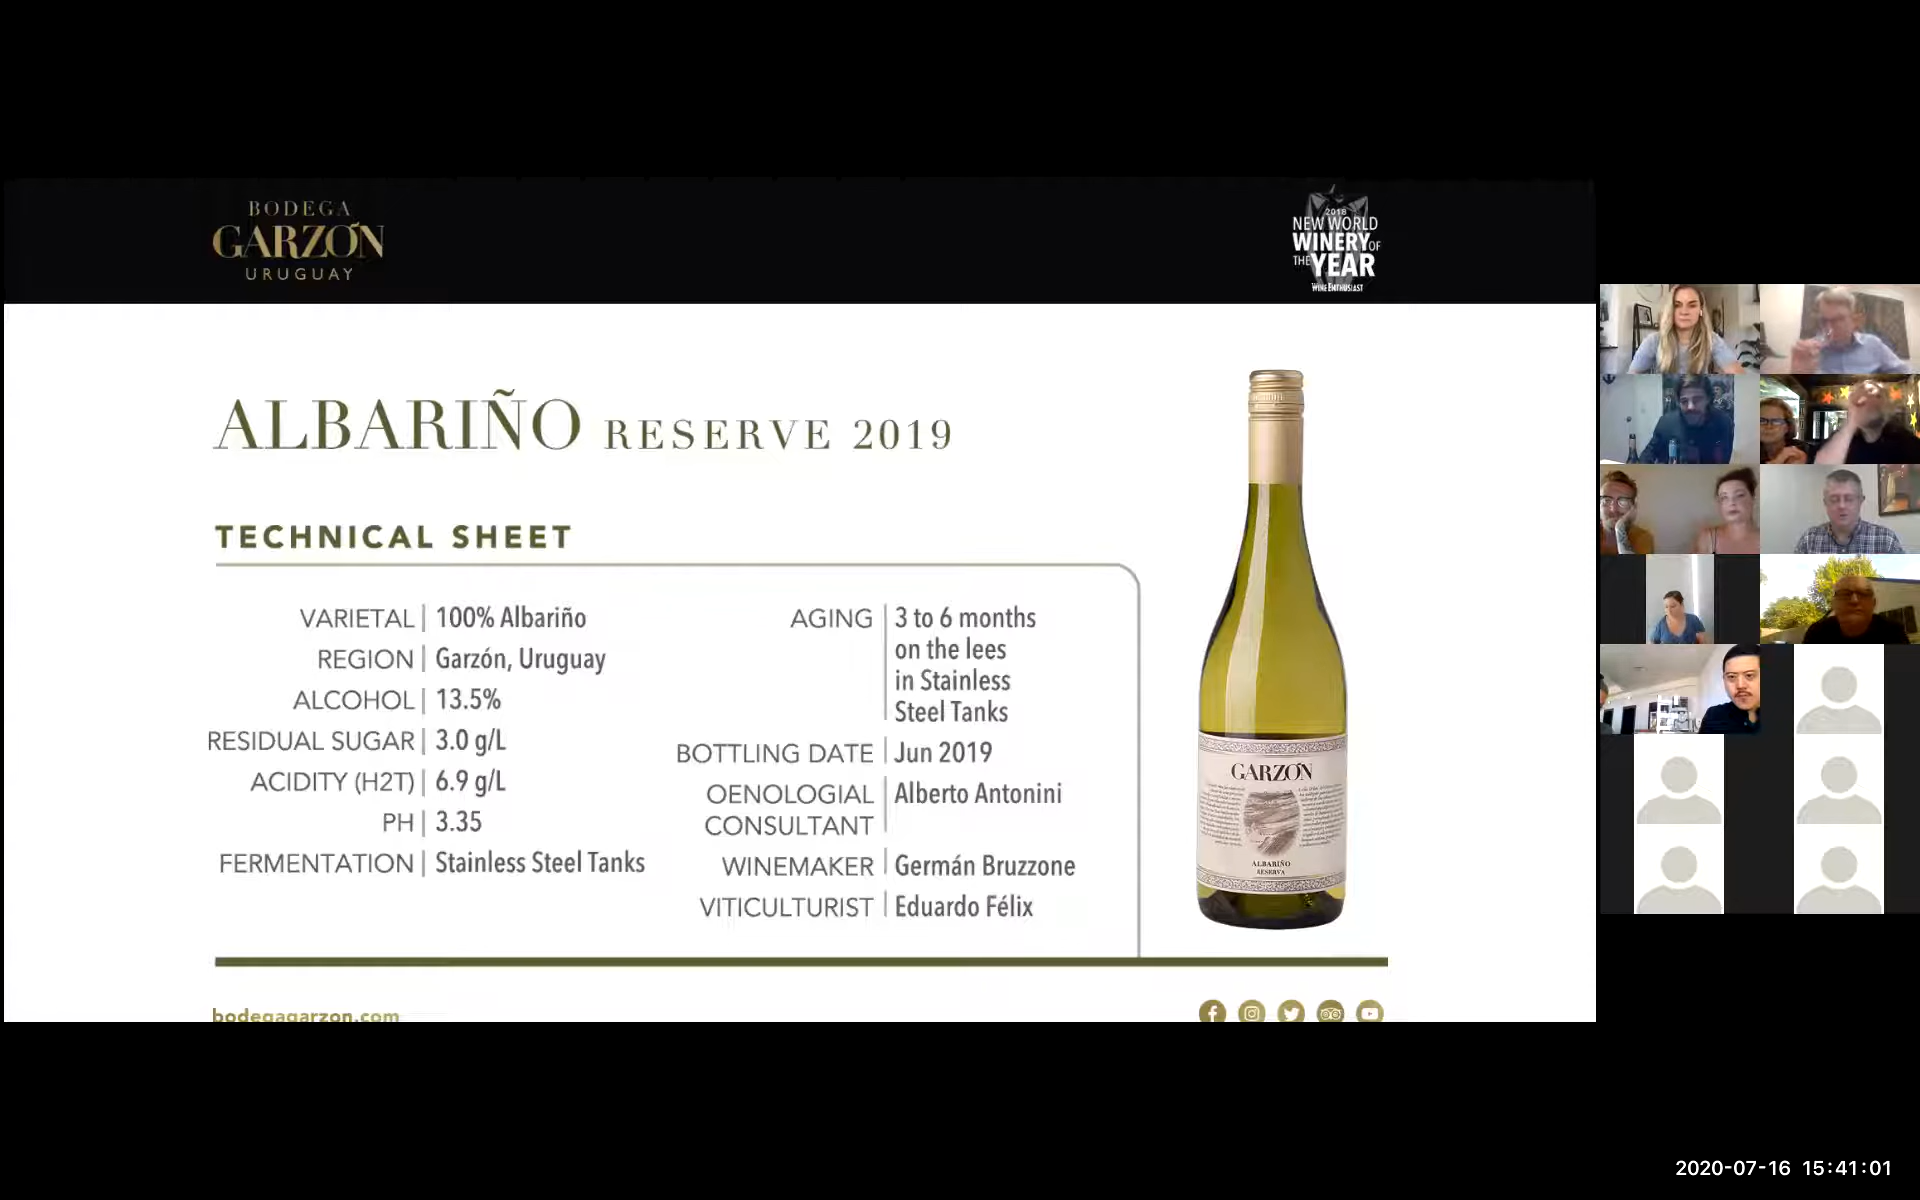 BODEGA
GARZÓN
URUGUAY
2018
NEW WORLD
WINERY OF
THE YEAR
WINE ENTHUSIAST
ALBARIÑO RESERVE 2019
TECHNICAL SHEET
VARIETAL | 100% Albariño
REGION | Garzón, Uruguay
ALCOHOL | 13.5%
RESIDUAL SUGAR | 3.0 g/L
ACIDITY (H2T) | 6.9 g/L
PH | 3.35
FERMENTATION | Stainless Steel Tanks
AGING | 3 to 6 months
on the lees
in Stainless
Steel Tanks
BOTTLING DATE | Jun 2019
OENOLOGIAL | Alberto Antonini
CONSULTANT
WINEMAKER | Germán Bruzzone
VITICULTURIST | Eduardo Félix
GARZÓN
ALBARIÑO
RESERVA
bodegagarzon.com
2020-07-16 15:41:01